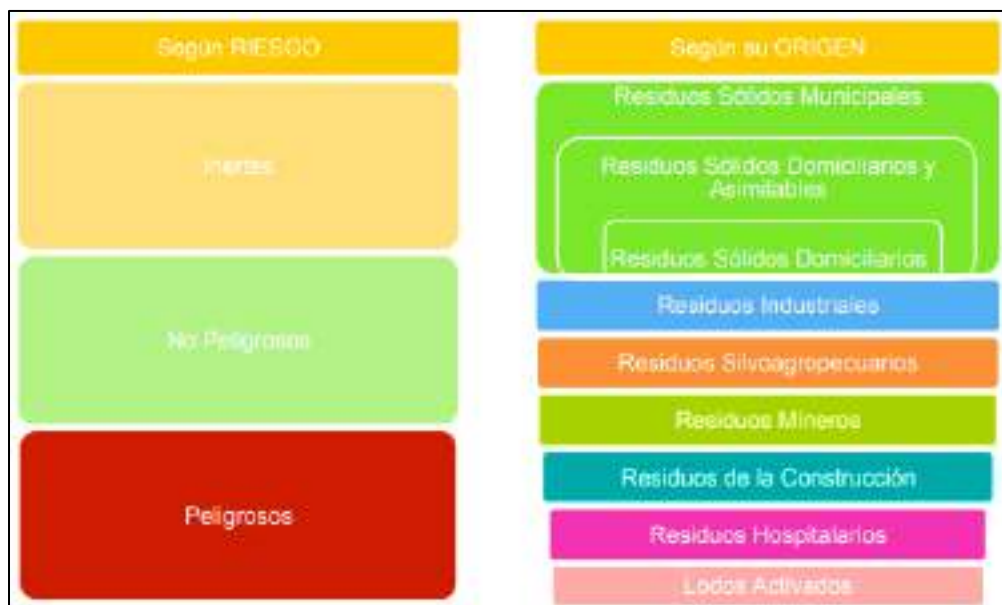 Según RIESGO
Inertes
No Peligrosos
Peligrosos
Según su ORIGEN
Residuos Sólidos Municipales
Residuos Sólidos Domiciliarios y
Asimilables
Residuos Sólidos Domiciliarios
Residuos Industriales
Residuos Silvoagropecuarios
Residuos Mineros
Residuos de la Construcción
Residuos Hospitalarios
Lodos Activados